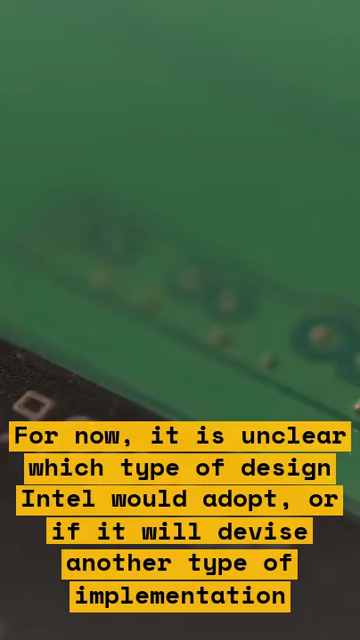 For now, it is unclear
which type of design
Intel would adopt, or
if it will devise
another type of
implementation